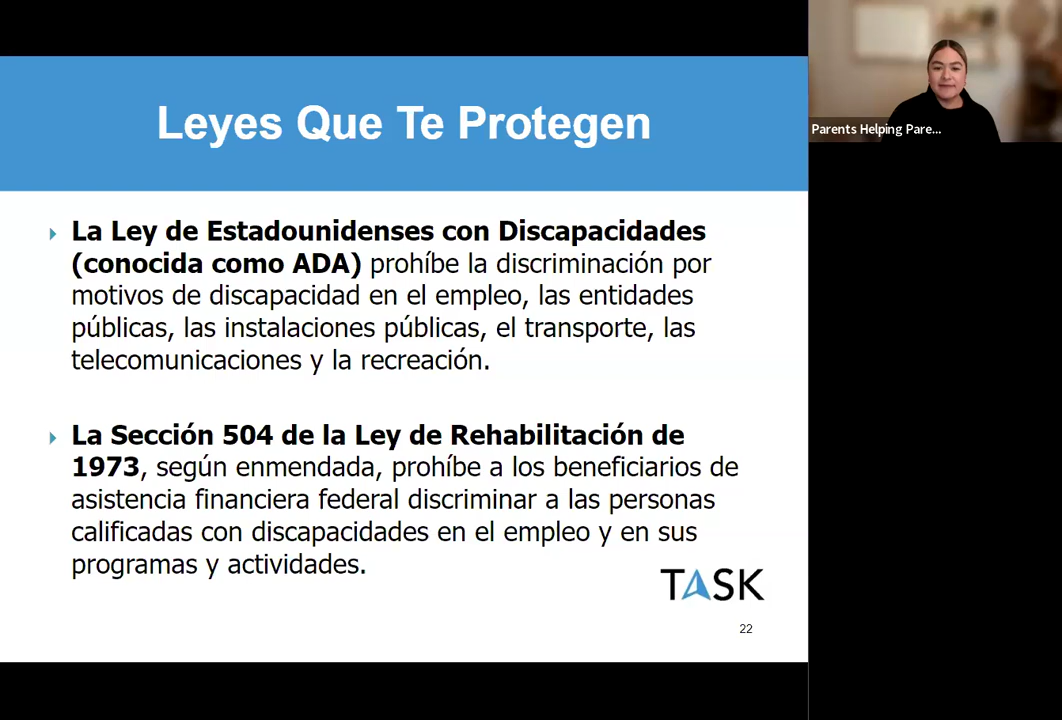 Leyes Que Te Protegen
La Ley de Estadounidenses con Discapacidades
(conocida como ADA) prohíbe la discriminación por
motivos de discapacidad en el empleo, las entidades
públicas, las instalaciones públicas, el transporte, las
telecomunicaciones y la recreación.
La Sección 504 de la Ley de Rehabilitación de
1973, según enmendada, prohíbe a los beneficiarios de
asistencia financiera federal discriminar a las personas
calificadas con discapacidades en el empleo y en sus
programas y actividades.
TASK
22
Parents Helping Pare...